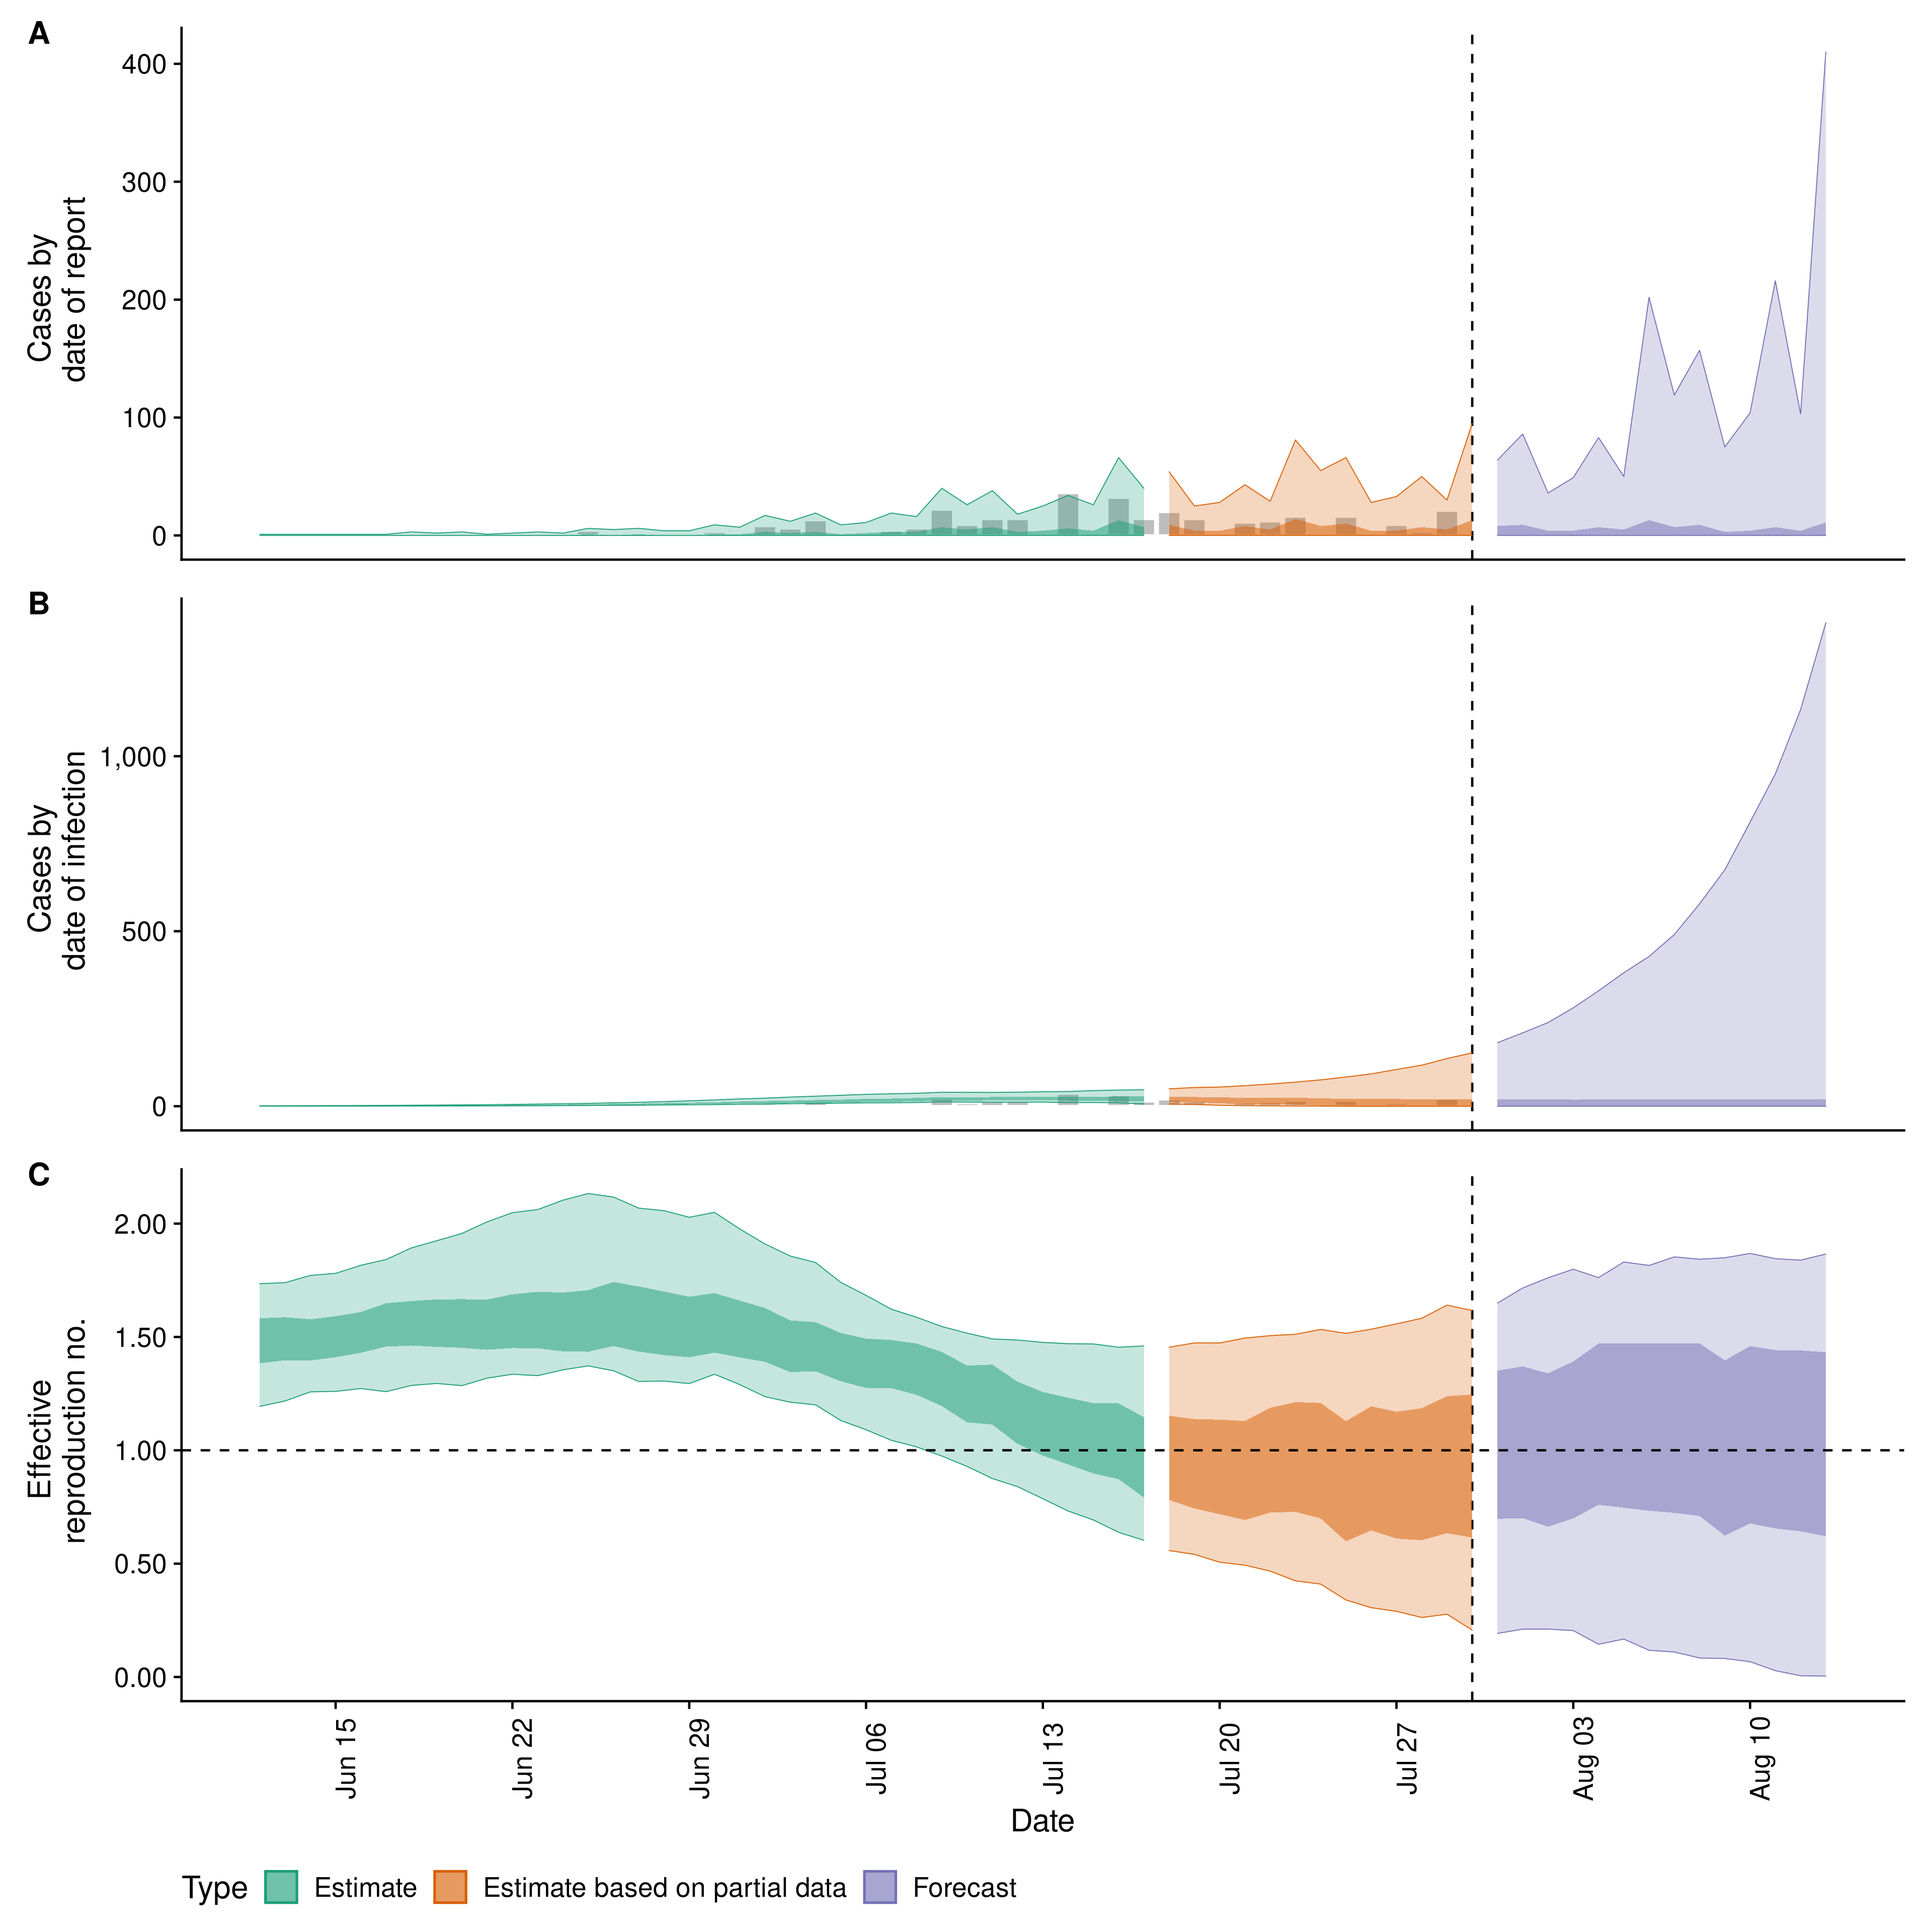 A
400
300
200
100
0
Cases by
date of report
B
1,000
500
0
Cases by
date of infection
C
2.00
1.50
1.00
0.50
0.00
Effective
reproduction no.
Jun 15
Jun 22
Jun 29
Jul 06
Jul 13
Jul 20
Jul 27
Aug 03
Aug 10
Date
Type Estimate Estimate based on partial data Forecast